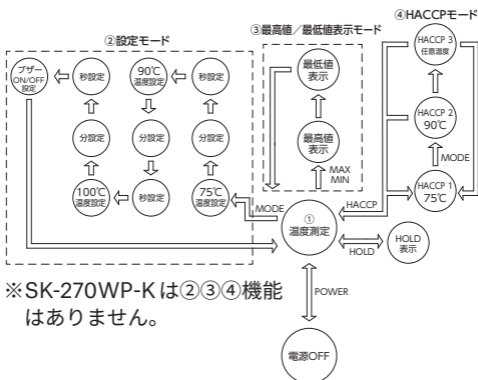 ②設定モード
③最高値／最低値表示モード
④HACCPモード
ブザー
ON/OFF
設定
秒設定
90℃
温度設定
秒設定
分設定
分設定
分設定
100℃
温度設定
秒設定
75℃
温度設定
MODE
最低値
表示
最高値
表示
MAX
MIN
HACCP 3
任意温度
HACCP 2
90℃
MODE
HACCP 1
75℃
HACCP
①
温度測定
HOLD
HOLD
表示
POWER
電源OFF
※SK-270WP-Kは②③④機能
はありません。